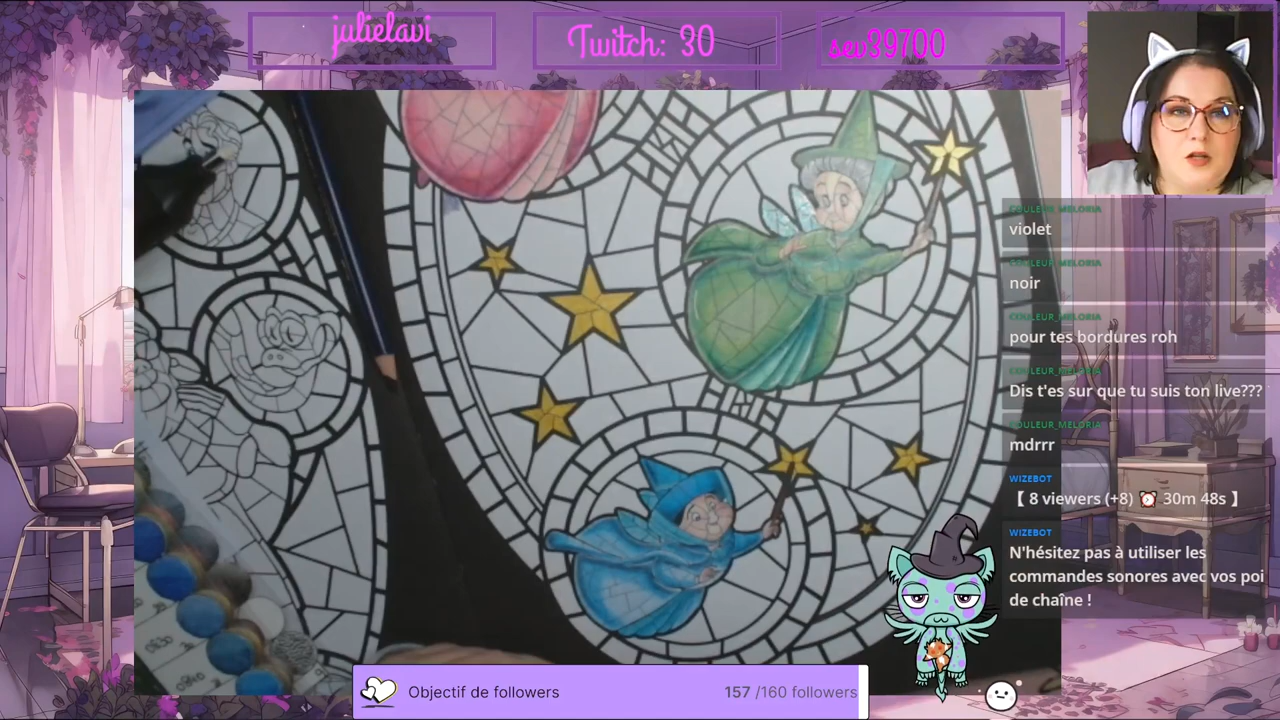 julielavi
Twitch: 30
sev39700
COULEUR_MELORIA
violet
COULEUR_MELORIA
noir
COULEUR_MELORIA
pour tes bordures roh
COULEUR_MELORIA
Dis t'es sur que tu suis ton live???
COULEUR_MELORIA
mdrrr
WIZEBOT
【 8 viewers (+8) ⏰ 30m 48s 】
WIZEBOT
N'hésitez pas à utiliser les
commandes sonores avec vos poi
de chaîne !
Objectif de followers
157 /160 followers